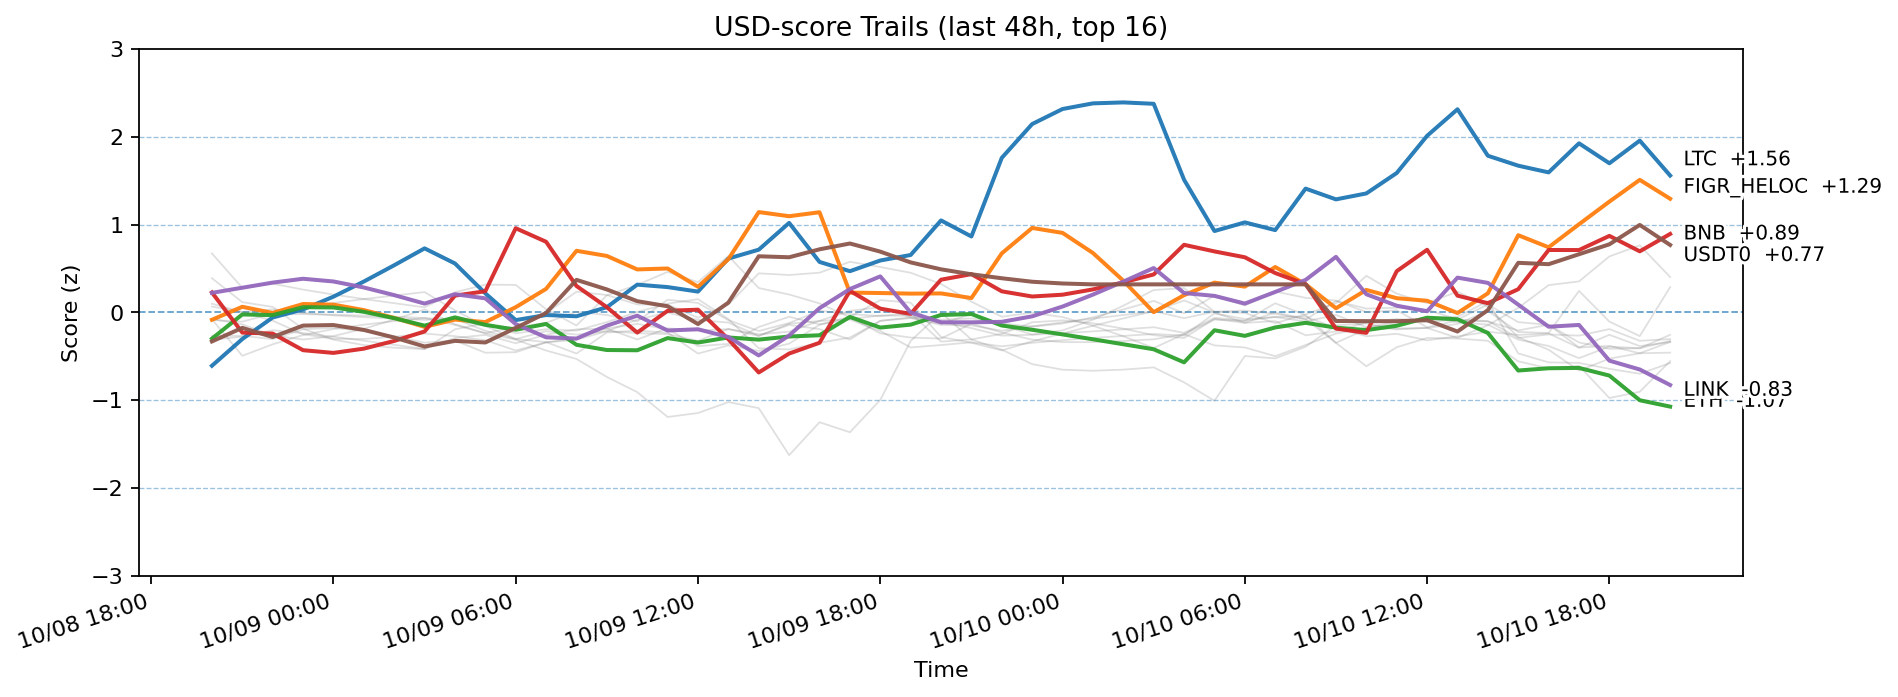 USD-score Trails (last 48h, top 16)
Score (z)
3
2
1
0
−1
−2
−3
LTC +1.56
FIGR_HELOC +1.29
BNB +0.89
USDT0 +0.77
LINK -0.83
ETH -1.07
10/08 18:00
10/09 00:00
10/09 06:00
10/09 12:00
10/09 18:00
10/10 00:00
10/10 06:00
10/10 12:00
10/10 18:00
Time